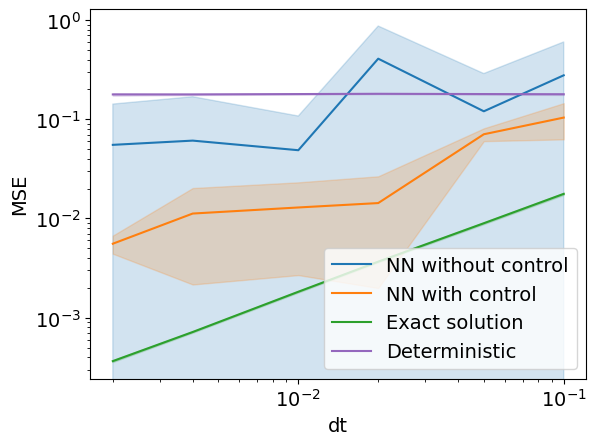 10⁰
10⁻¹
10⁻²
10⁻³
MSE
NN without control
NN with control
Exact solution
Deterministic
10⁻²
10⁻¹
dt